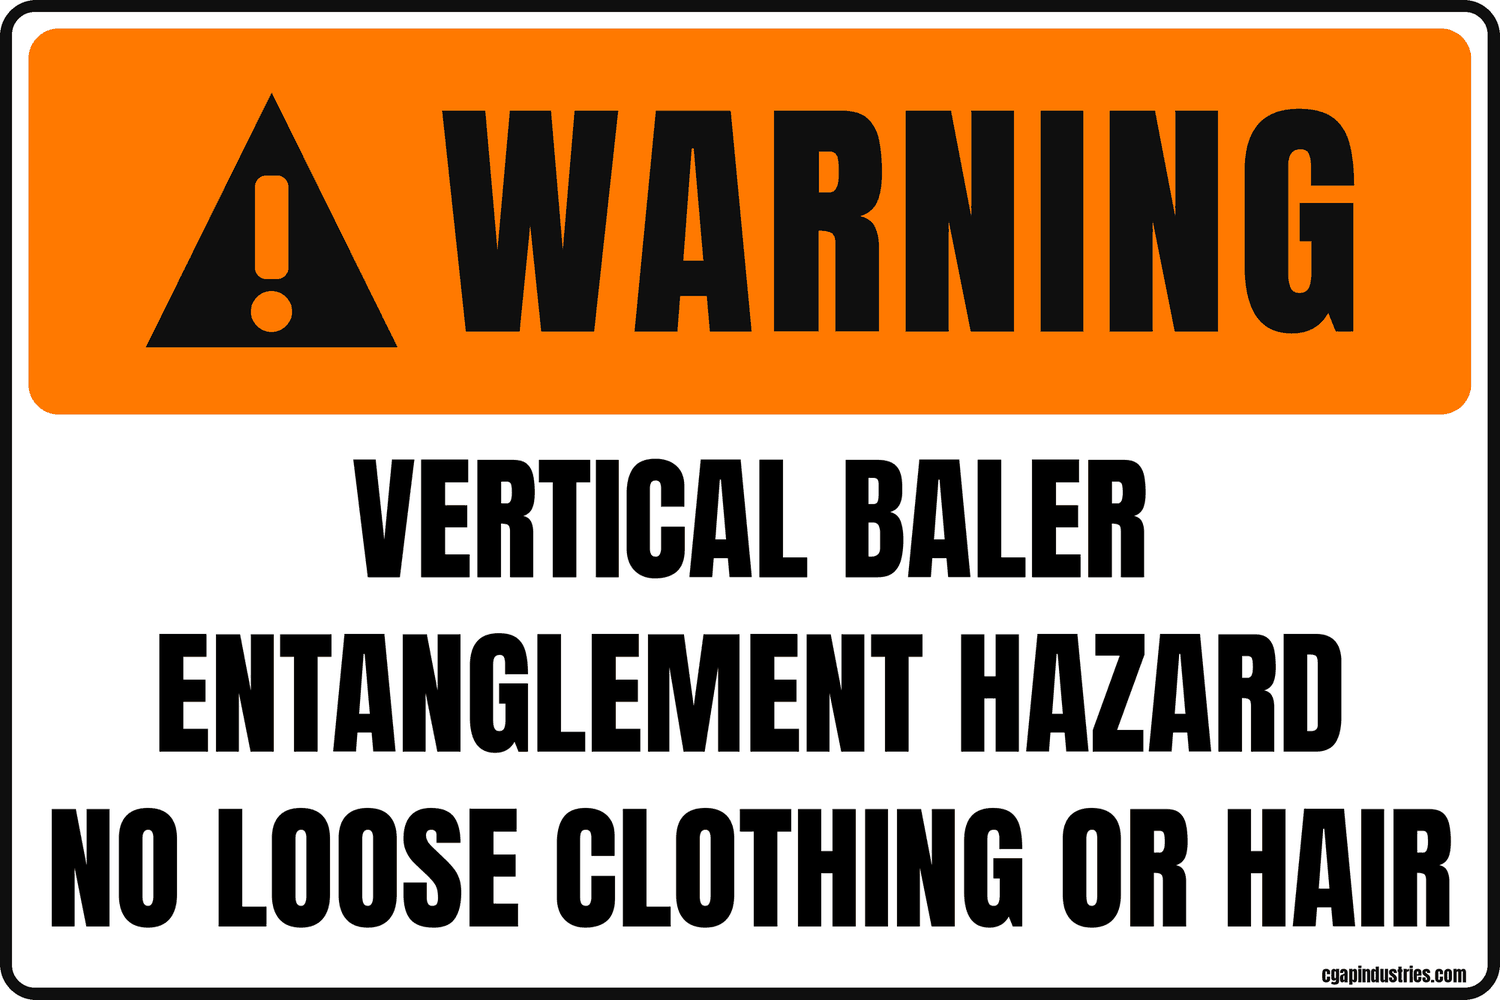 WARNING
VERTICAL BALER
ENTANGLEMENT HAZARD
NO LOOSE CLOTHING OR HAIR
cgapindustries.com